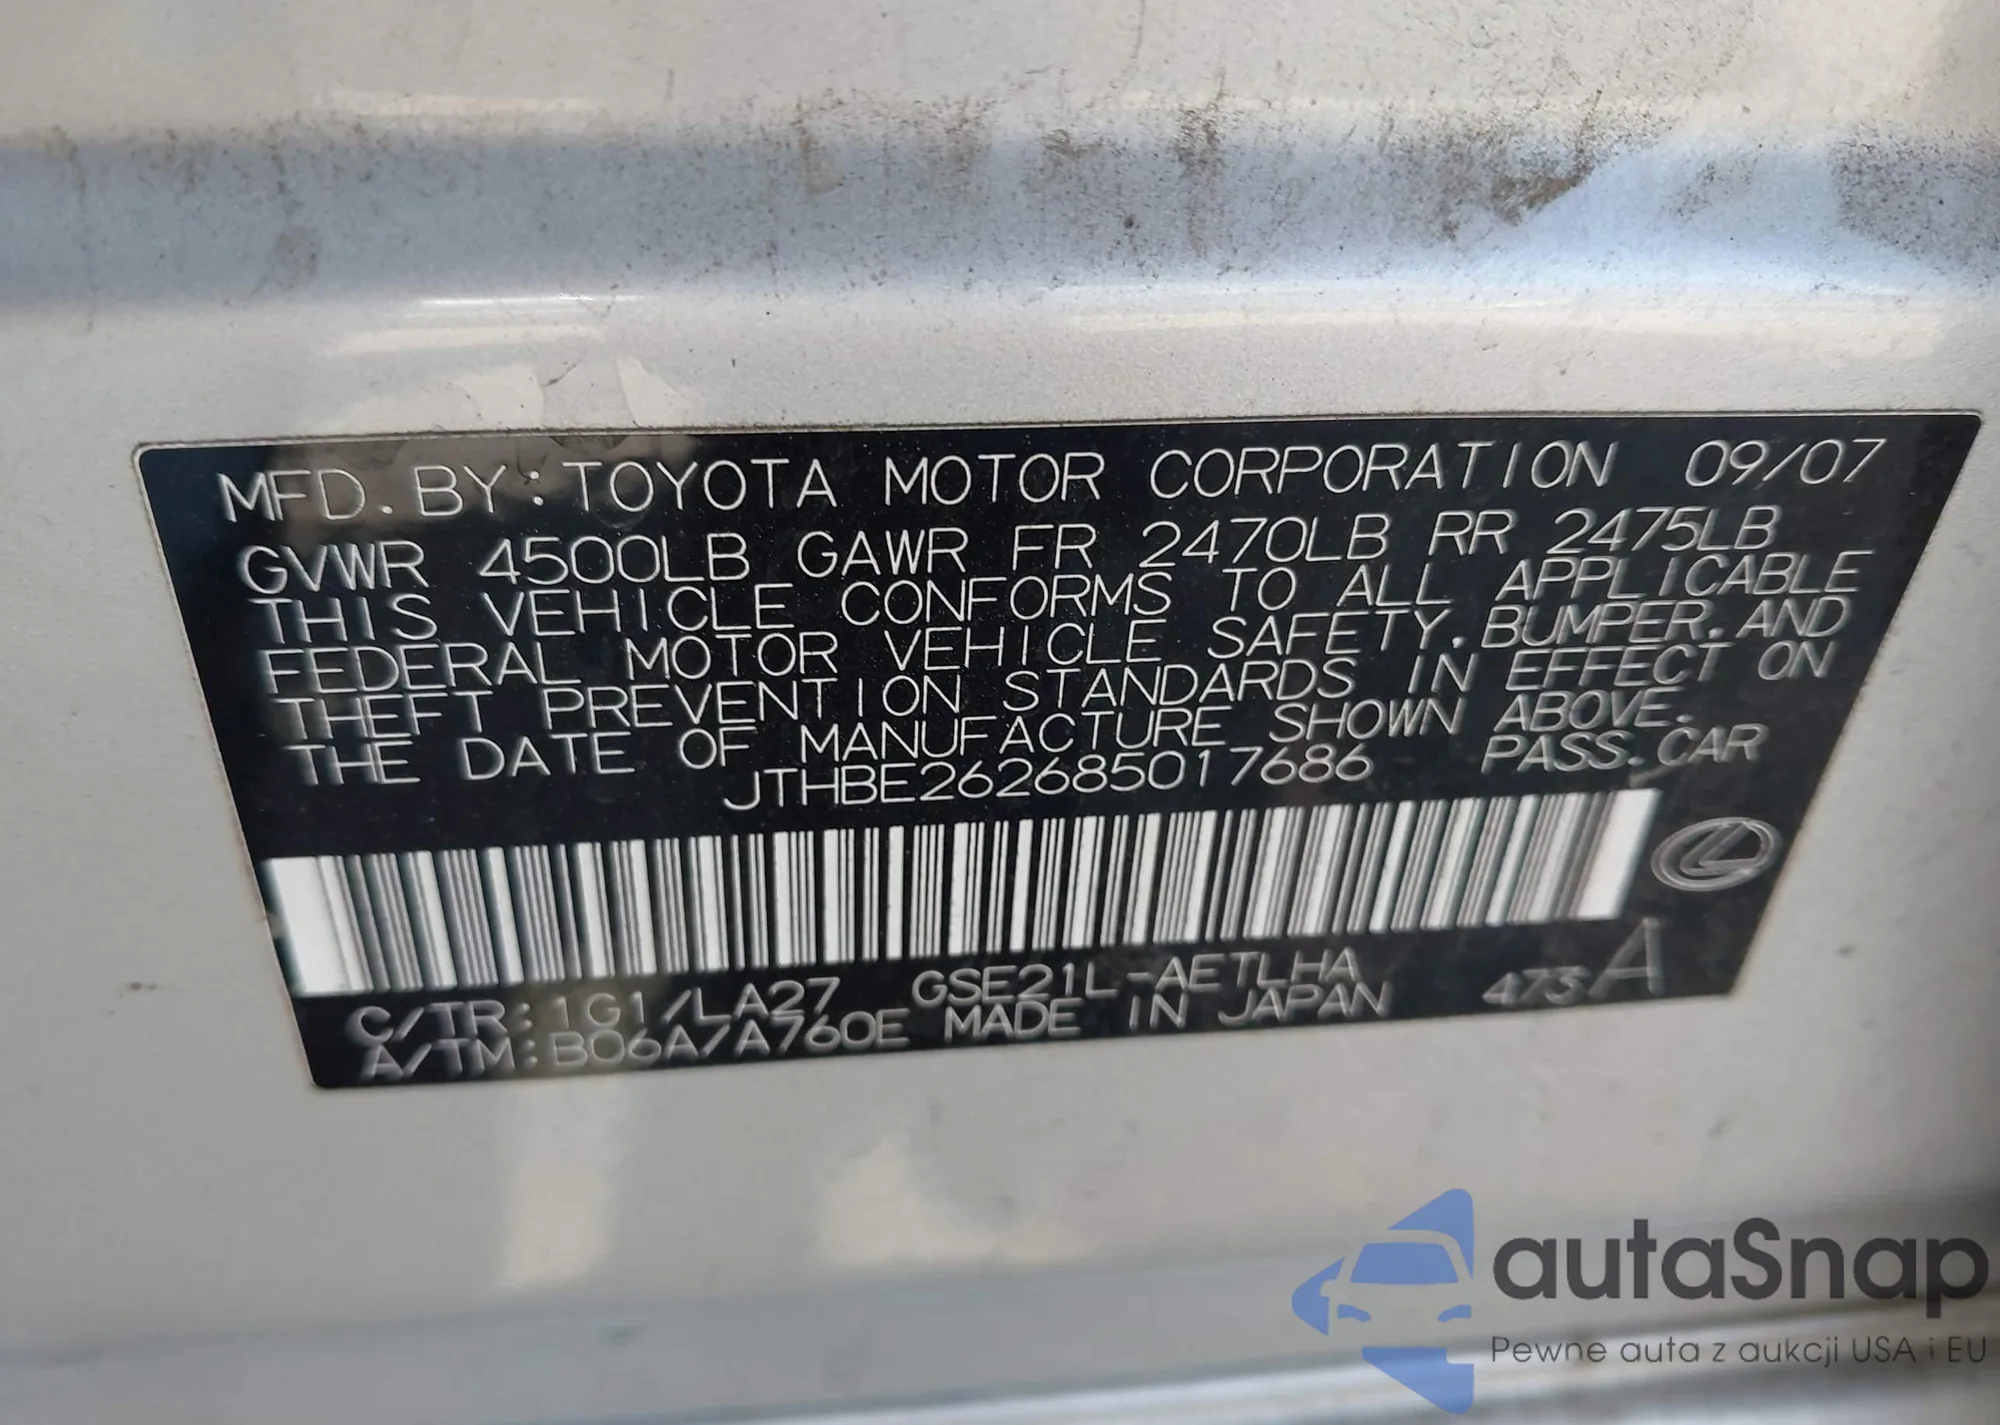 MFD. BY: TOYOTA MOTOR CORPORATION 09/07
GVWR 4500LB GAWR FR 2470LB RR 2475LB
THIS VEHICLE CONFORMS TO ALL APPLICABLE
FEDERAL MOTOR VEHICLE SAFETY, BUMPER, AND
THEFT PREVENTION STANDARDS IN EFFECT ON
THE DATE OF MANUFACTURE SHOWN ABOVE.
JTHBE262685017686 PASS. CAR
C/TR: 1G1/LA27 GSE21L-AETLHA 473A
A/TM: B06A/A760E MADE IN JAPAN
autaSnap
Pewne auta z aukcji USA i EU